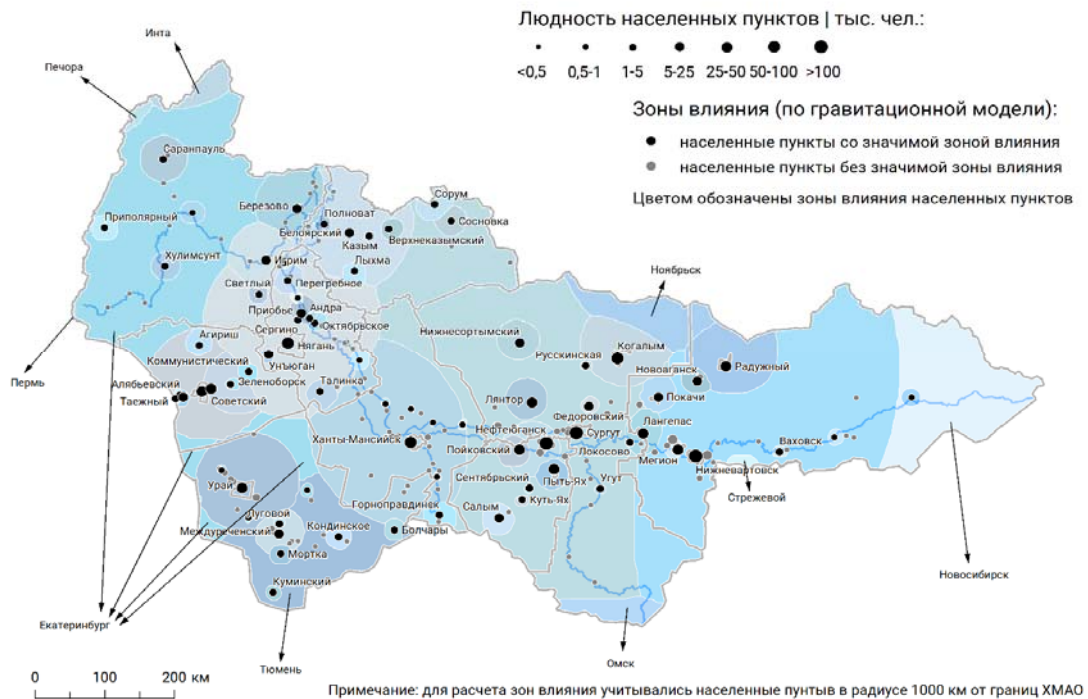 Людность населенных пунктов | тыс. чел.:
<0,5 0,5-1 1-5 5-25 25-50 50-100 >100
Зоны влияния (по гравитационной модели):
населенные пункты со значимой зоной влияния
населенные пункты без значимой зоны влияния
Цветом обозначены зоны влияния населенных пунктов
Инта
Печора
Саранпауль
Приполярный
Хулимсунт
Березово
Полноват
Белоярский
Казым
Верхнеказымский
Сорум
Сосновка
Лыхма
Игрим
Перегребное
Светлый
Приобье
Андра
Октябрьское
Сергино
Нягань
Унъюган
Агириш
Коммунистический
Зеленоборск
Алябьевский
Таежный
Советский
Талинка
Пермь
Нижнесортымский
Русскинская
Когалым
Ноябрьск
Новоаганск
Радужный
Покачи
Лянтор
Федоровский
Сургут
Нефтеюганск
Лангепас
Локосово
Мегион
Нижневартовск
Ваховск
Стрежевой
Ханты-Мансийск
Пойковский
Сентябрьский
Пыть-Ях
Угут
Куть-Ях
Салым
Горноправдинск
Урай
Луговой
Междуреченский
Кондинское
Болчары
Мортка
Куминский
Екатеринбург
Тюмень
Омск
Новосибирск
0 100 200 км
Примечание: для расчета зон влияния учитывались населенные пунтыв в радиусе 1000 км от границ ХМАО